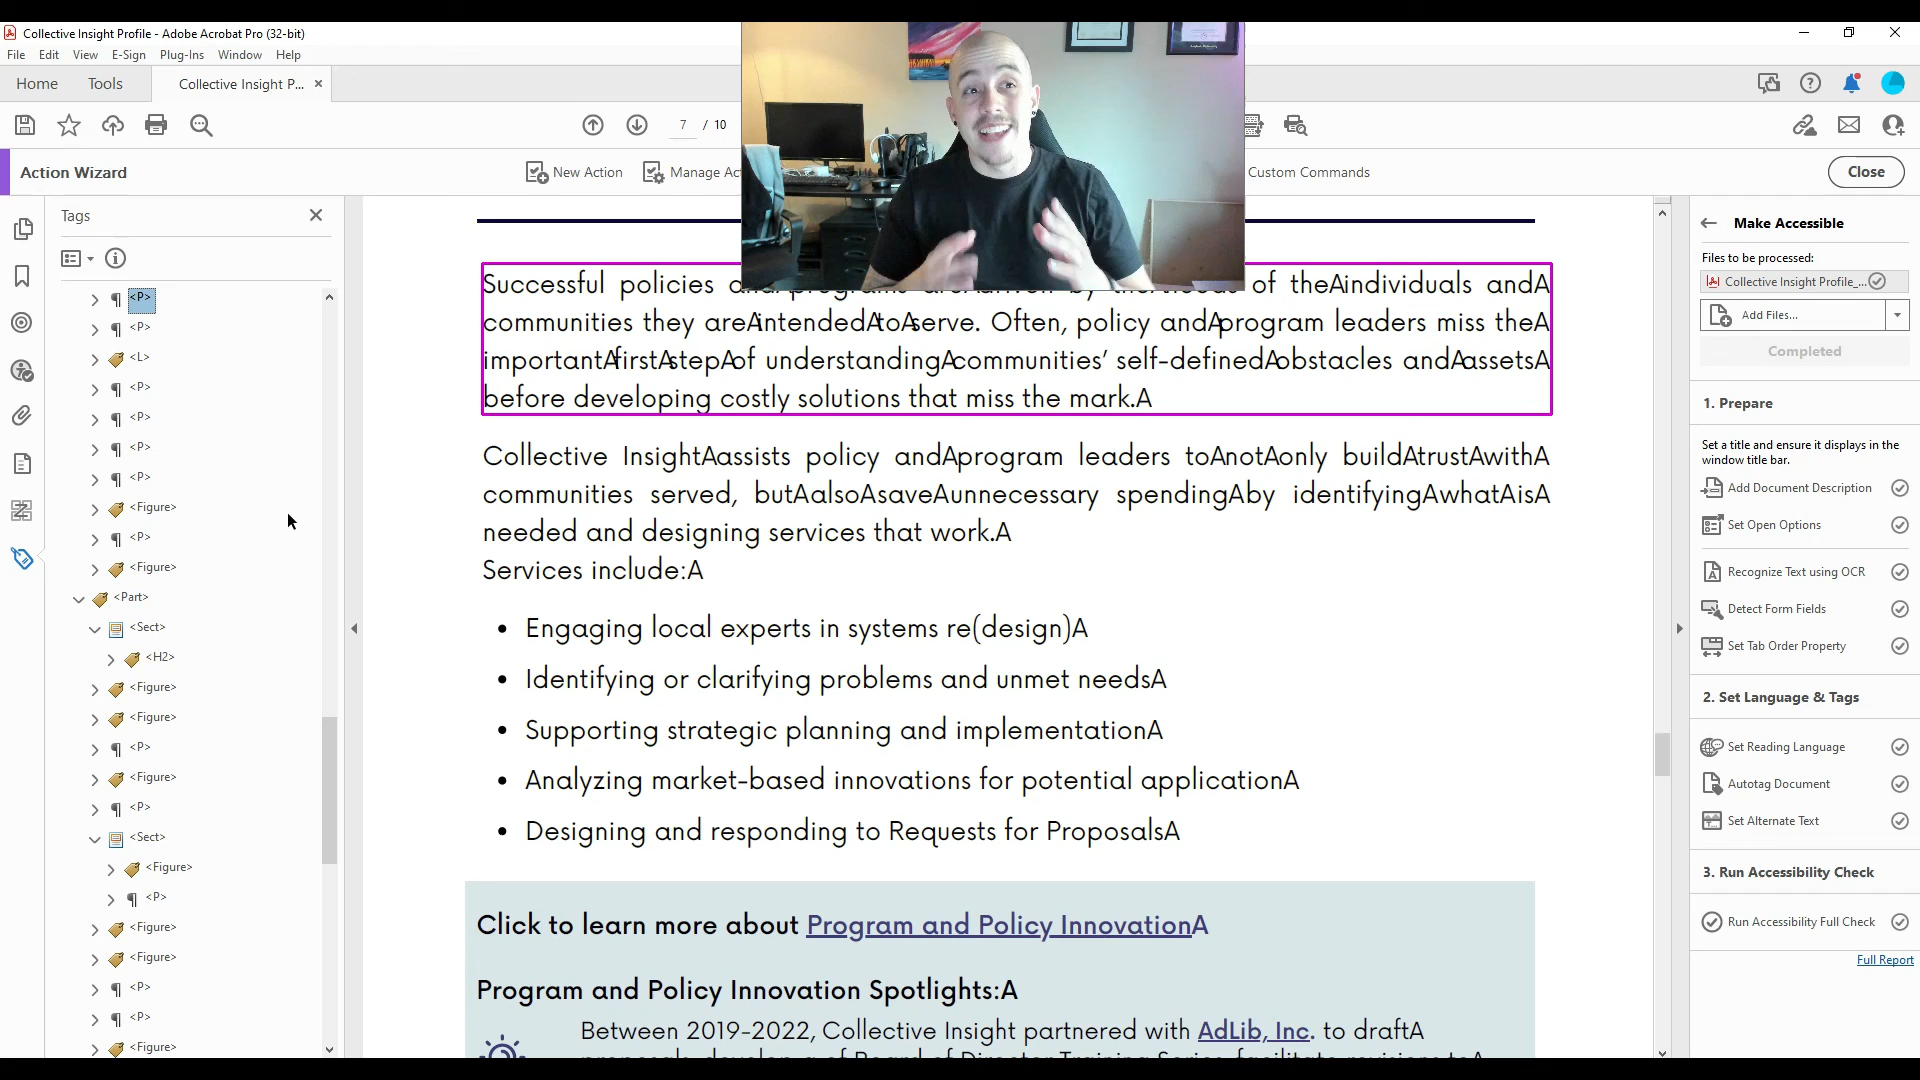 Collective Insight Profile - Adobe Acrobat Pro (32-bit)
File Edit View E-Sign Plug-Ins Window Help
Home Tools Collective Insight P... ×
7 / 10
Action Wizard
New Action
Manage Ac
Custom Commands
Close
Tags
<P>
<P>
<L>
<P>
<P>
<P>
<P>
<Figure>
<P>
<Figure>
<Part>
<Sect>
<H2>
<Figure>
<Figure>
<P>
<Figure>
<P>
<Sect>
<Figure>
<P>
<Figure>
<Figure>
<P>
<P>
<Figure>
Successful policies of theAindividuals andA
communities they areAintendedAtoAserve. Often, policy andAprogram leaders miss theA
importantAfirstAstepAof understandingAcommunities’ self-definedAobstacles andAassetsA
before developing costly solutions that miss the mark.A
Collective InsightAassists policy andAprogram leaders toAnotAonly buildAtrustAwithA
communities served, butAalsoAsaveAunnecessary spendingAby identifyingAwhatAisA
needed and designing services that work.A
Services include:A
• Engaging local experts in systems re(design)A
• Identifying or clarifying problems and unmet needsA
• Supporting strategic planning and implementationA
• Analyzing market-based innovations for potential applicationA
• Designing and responding to Requests for ProposalsA
Click to learn more about Program and Policy InnovationA
Program and Policy Innovation Spotlights:A
Between 2019-2022, Collective Insight partnered with AdLib, Inc. to draftA
Make Accessible
Files to be processed:
Collective Insight Profile_...
Add Files...
Completed
1. Prepare
Set a title and ensure it displays in the
window title bar.
Add Document Description
Set Open Options
Recognize Text using OCR
Detect Form Fields
Set Tab Order Property
2. Set Language & Tags
Set Reading Language
Autotag Document
Set Alternate Text
3. Run Accessibility Check
Run Accessibility Full Check
Full Report